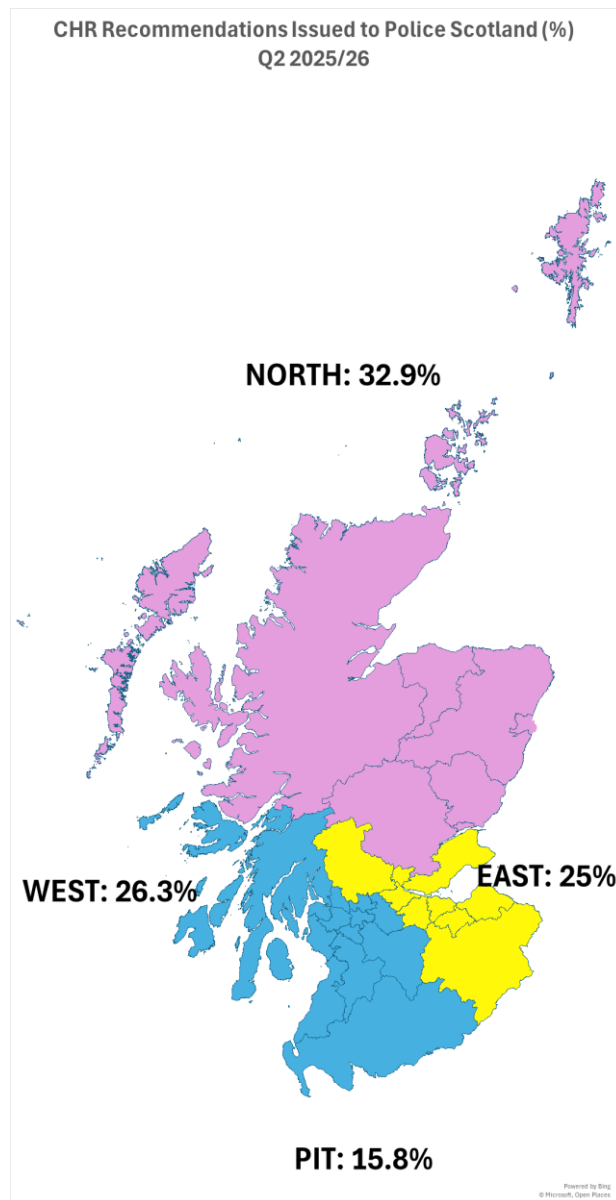 CHR Recommendations Issued to Police Scotland (%)
Q2 2025/26
NORTH: 32.9%
WEST: 26.3%
EAST: 25%
PIT: 15.8%
Powered by Bing
© Microsoft, Open Places